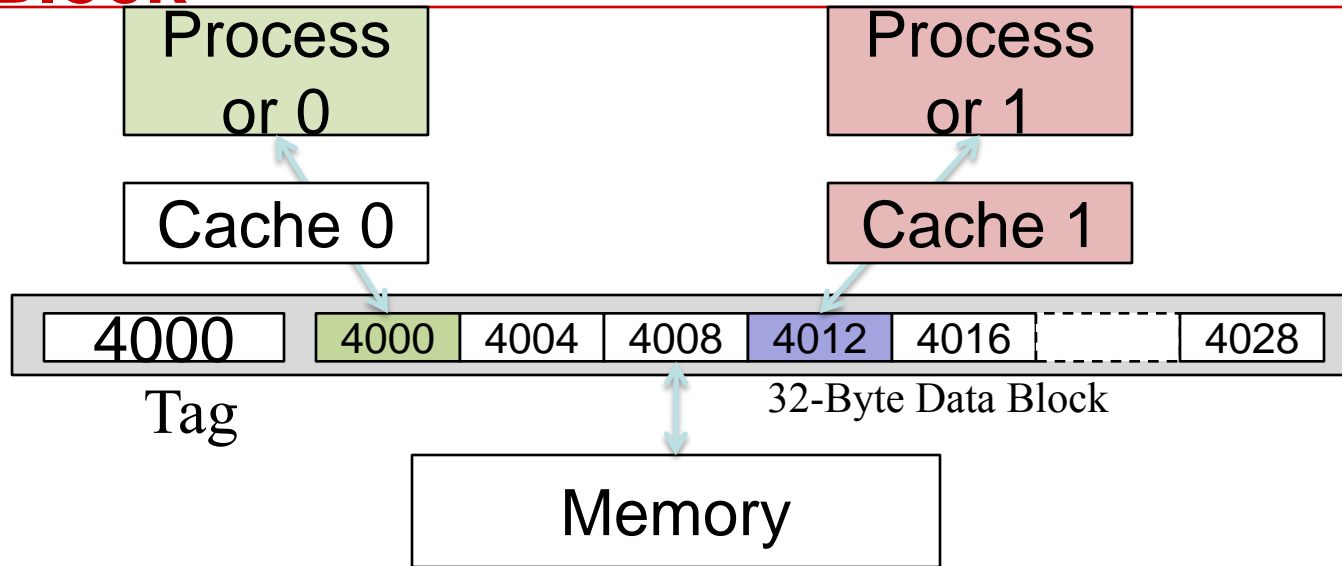 Process
or 0
Process
or 1
Cache 0
Cache 1
4000
4000 4004 4008 4012 4016 4028
Tag
32-Byte Data Block
Memory